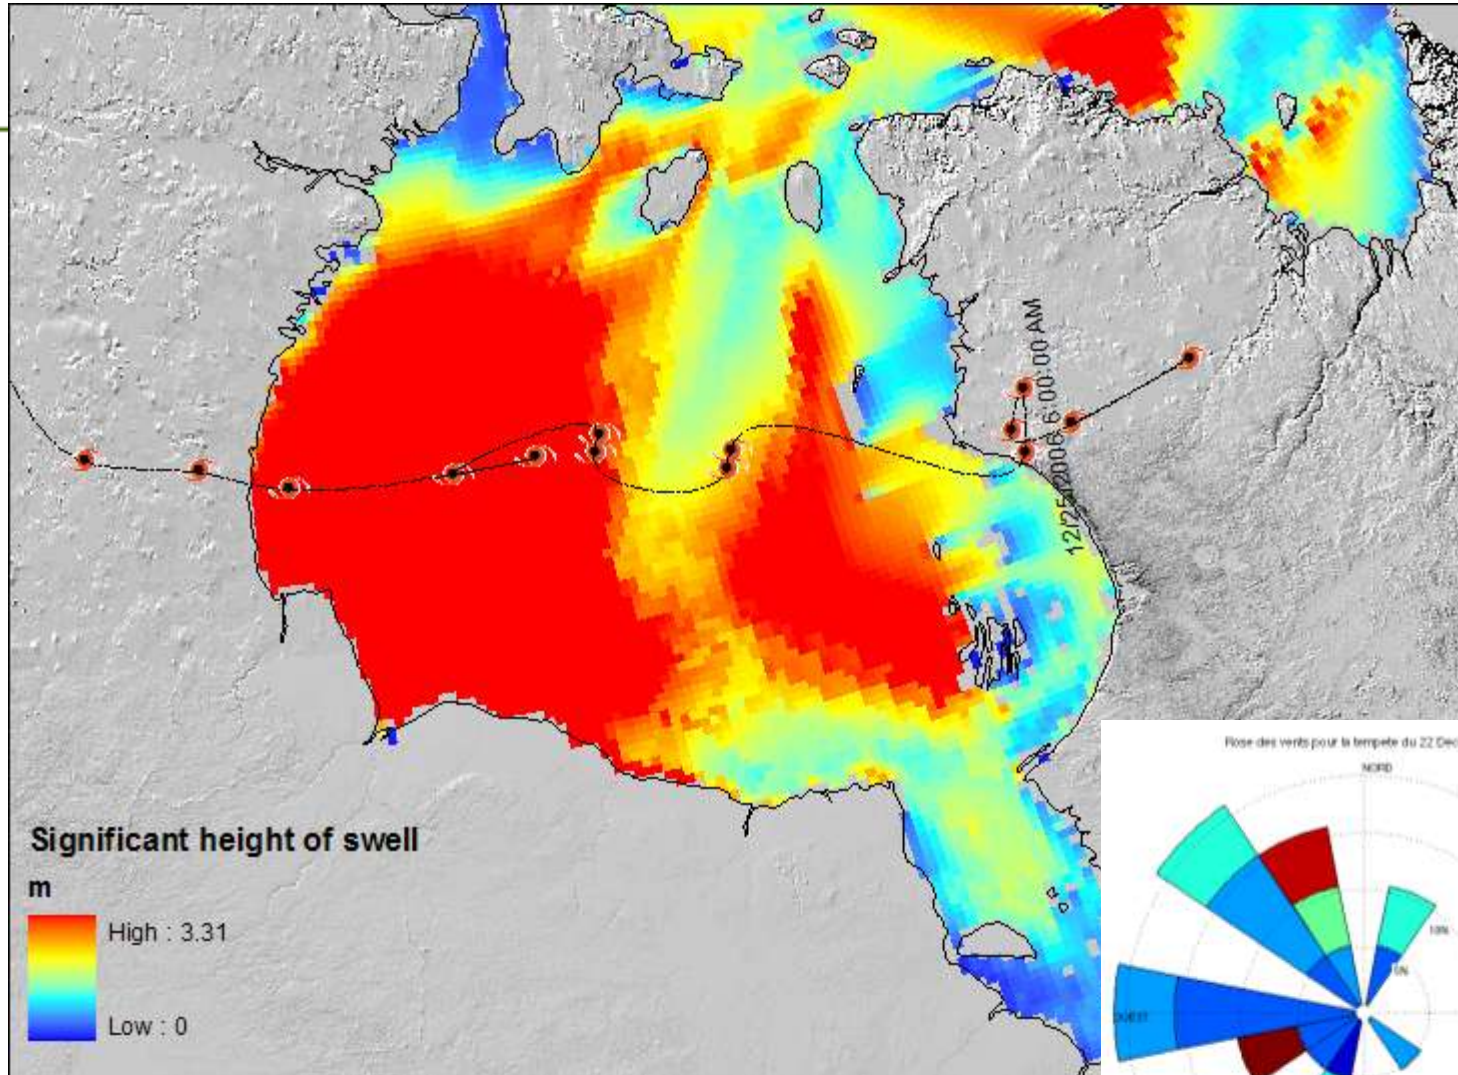 12/25/2006 6:00:00 AM
Significant height of swell
m
High : 3.31
Low : 0
Rose des vents pour la tempete du 22 Dec
NORD
10%
5%
OUEST